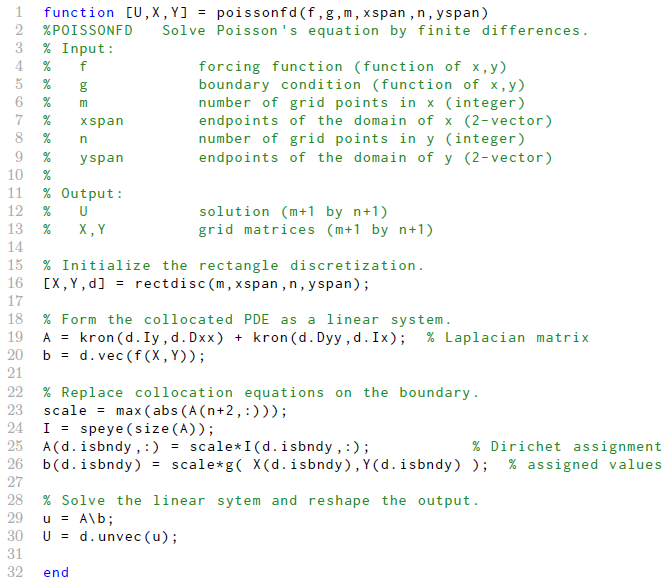 1 function [U,X,Y] = poissonfd(f,g,m,xspan,n,yspan)
2 %POISSONFD   Solve Poisson's equation by finite differences.
3 % Input:
4 %   f            forcing function (function of x,y)
5 %   g            boundary condition (function of x,y)
6 %   m            number of grid points in x (integer)
7 %   xspan        endpoints of the domain of x (2-vector)
8 %   n            number of grid points in y (integer)
9 %   yspan        endpoints of the domain of y (2-vector)
10 %
11 % Output:
12 %   U            solution (m+1 by n+1)
13 %   X,Y          grid matrices (m+1 by n+1)
14
15 % Initialize the rectangle discretization.
16 [X,Y,d] = rectdisc(m,xspan,n,yspan);
17
18 % Form the collocated PDE as a linear system.
19 A = kron(d.Iy,d.Dxx) + kron(d.Dyy,d.Ix);  % Laplacian matrix
20 b = d.vec(f(X,Y));
21
22 % Replace collocation equations on the boundary.
23 scale = max(abs(A(n+2,:)));
24 I = speye(size(A));
25 A(d.isbndy,:) = scale*I(d.isbndy,:);           % Dirichet assignment
26 b(d.isbndy) = scale*g( X(d.isbndy),Y(d.isbndy) );  % assigned values
27
28 % Solve the linear sytem and reshape the output.
29 u = A\b;
30 U = d.unvec(u);
31
32 end